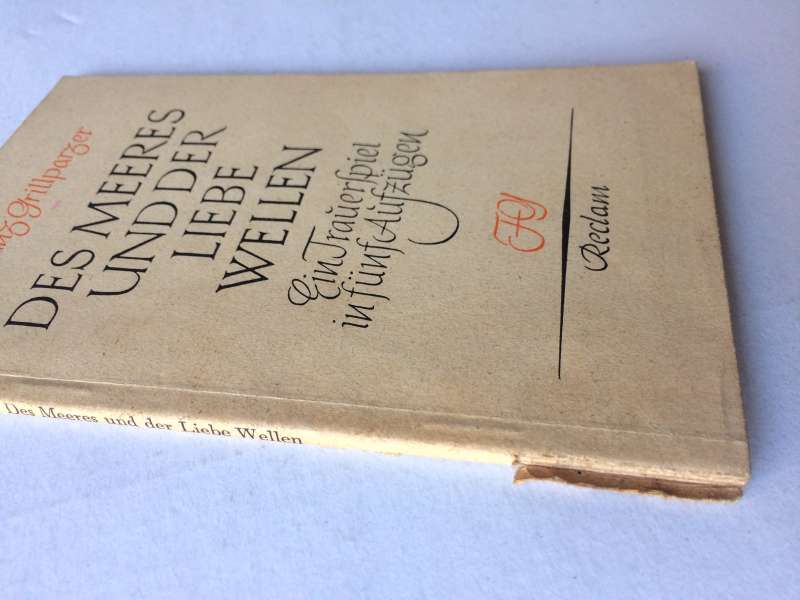 Grillparzer
DES MEERES
UND DER
LIEBE
WELLEN
Ein Trauerspiel
in fünf Aufzügen
Reclam
Des Meeres und der Liebe Wellen